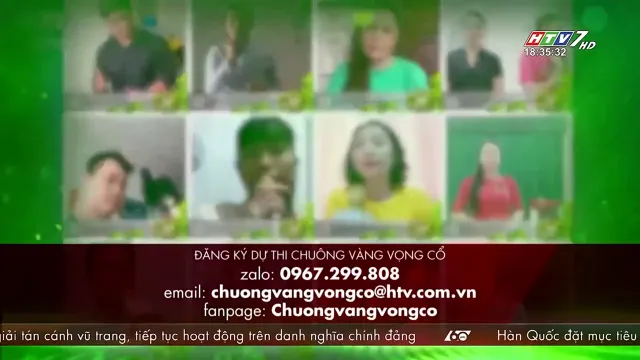 HTV7 HD
18:35:32
ĐĂNG KÝ DỰ THI CHUÔNG VÀNG VỌNG CỔ
zalo: 0967.299.808
email: chuongvangvongco@htv.com.vn
fanpage: Chuongvangvongco
giải tán cánh vũ trang, tiếp tục hoạt động trên danh nghĩa chính đảng 60 Hàn Quốc đặt mục tiêu